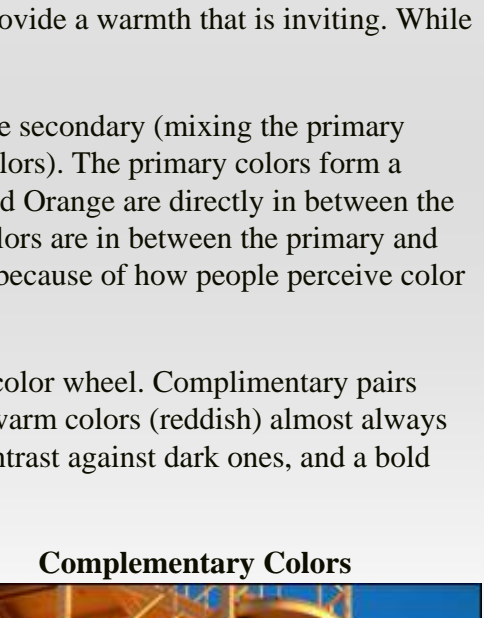 ovide a warmth that is inviting. While
e secondary (mixing the primary
lors). The primary colors form a
d Orange are directly in between the
lors are in between the primary and
because of how people perceive color
color wheel. Complimentary pairs
warm colors (reddish) almost always
ntrast against dark ones, and a bold
Complementary Colors